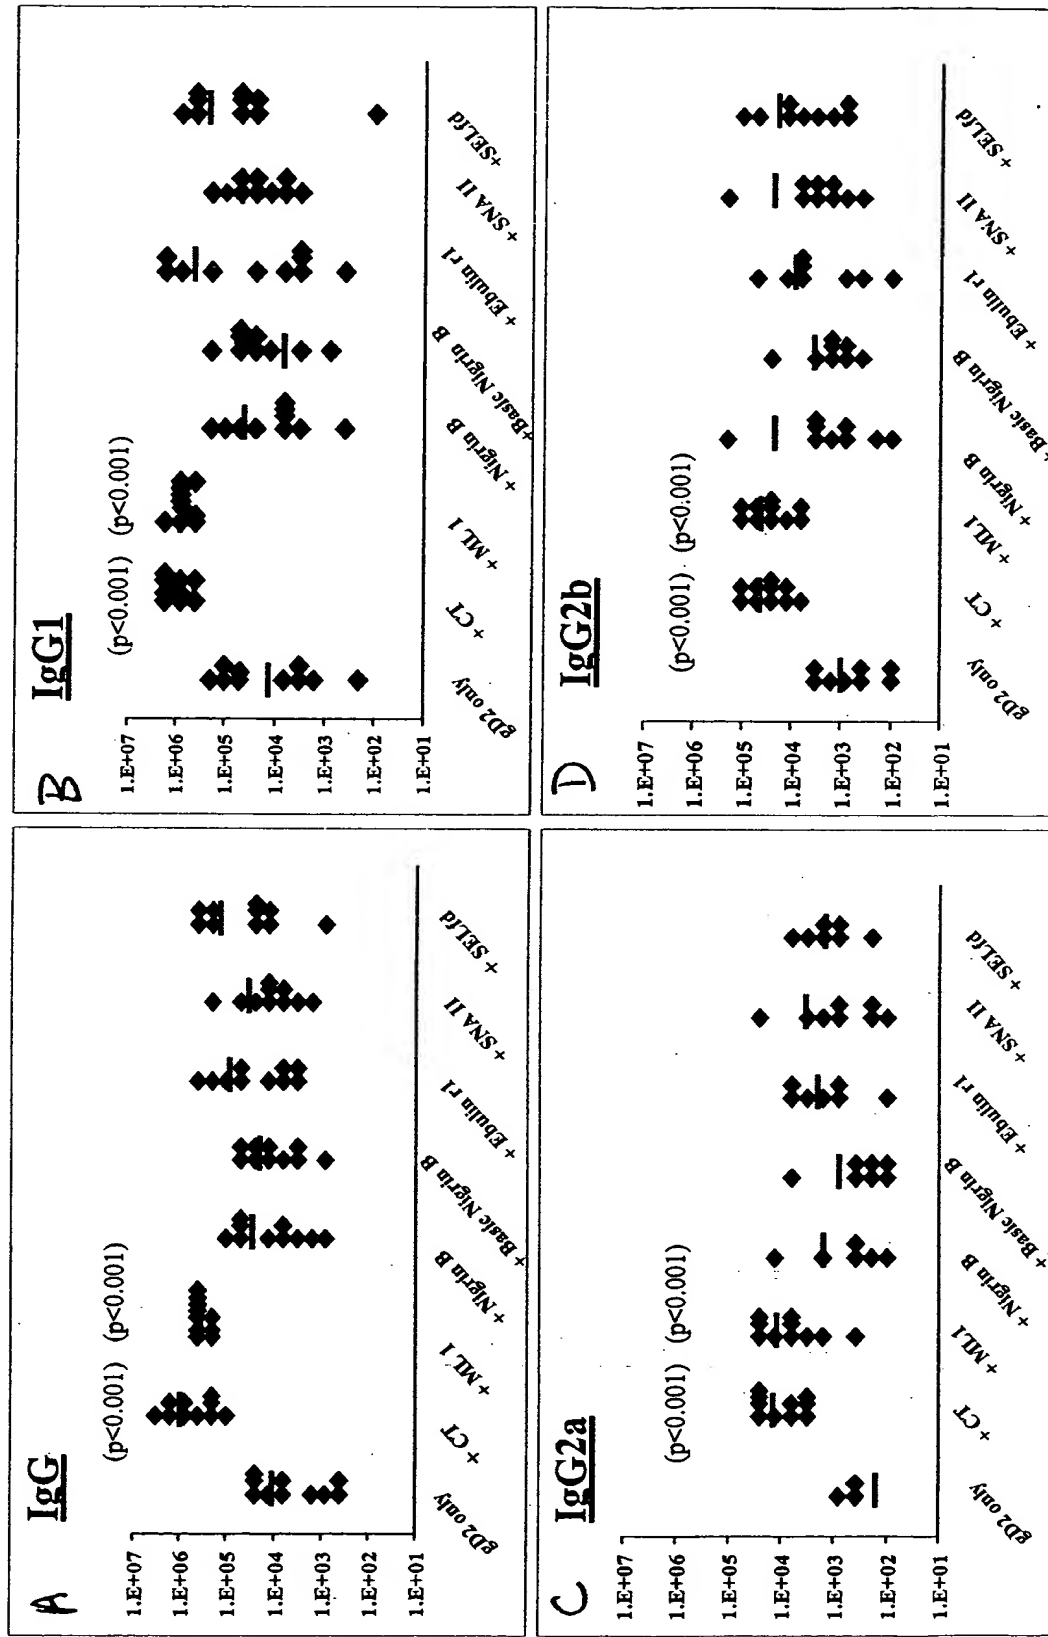 A
IgG
(p<0.001) (p<0.001)
1.E+07
1.E+06
1.E+05
1.E+04
1.E+03
1.E+02
1.E+01
gD2 only
+ CT
+ ML I
+ Nigrin B
+ Basic Nigrin B
+ Ebulin r1
+ SNA II
+ SELfd
B
IgG1
(p<0.001) (p<0.001)
1.E+07
1.E+06
1.E+05
1.E+04
1.E+03
1.E+02
1.E+01
gD2 only
+ CT
+ ML I
+ Nigrin B
+Basic Nigrin B
+ Ebulin r1
+ SNA II
+SELfd
C
IgG2a
(p<0.001) (p<0.001)
1.E+07
1.E+06
1.E+05
1.E+04
1.E+03
1.E+02
1.E+01
gD2 only
+ CT
+ ML I
+ Nigrin B
+ Basic Nigrin B
+ Ebulin r1
+ SNA II
+ SELfd
D
IgG2b
(p<0.001) (p<0.001)
1.E+07
1.E+06
1.E+05
1.E+04
1.E+03
1.E+02
1.E+01
gD2 only
+ CT
+ ML I
+ Nigrin B
+ Basic Nigrin B
+ Ebulin r1
+ SNA II
+ SELfd